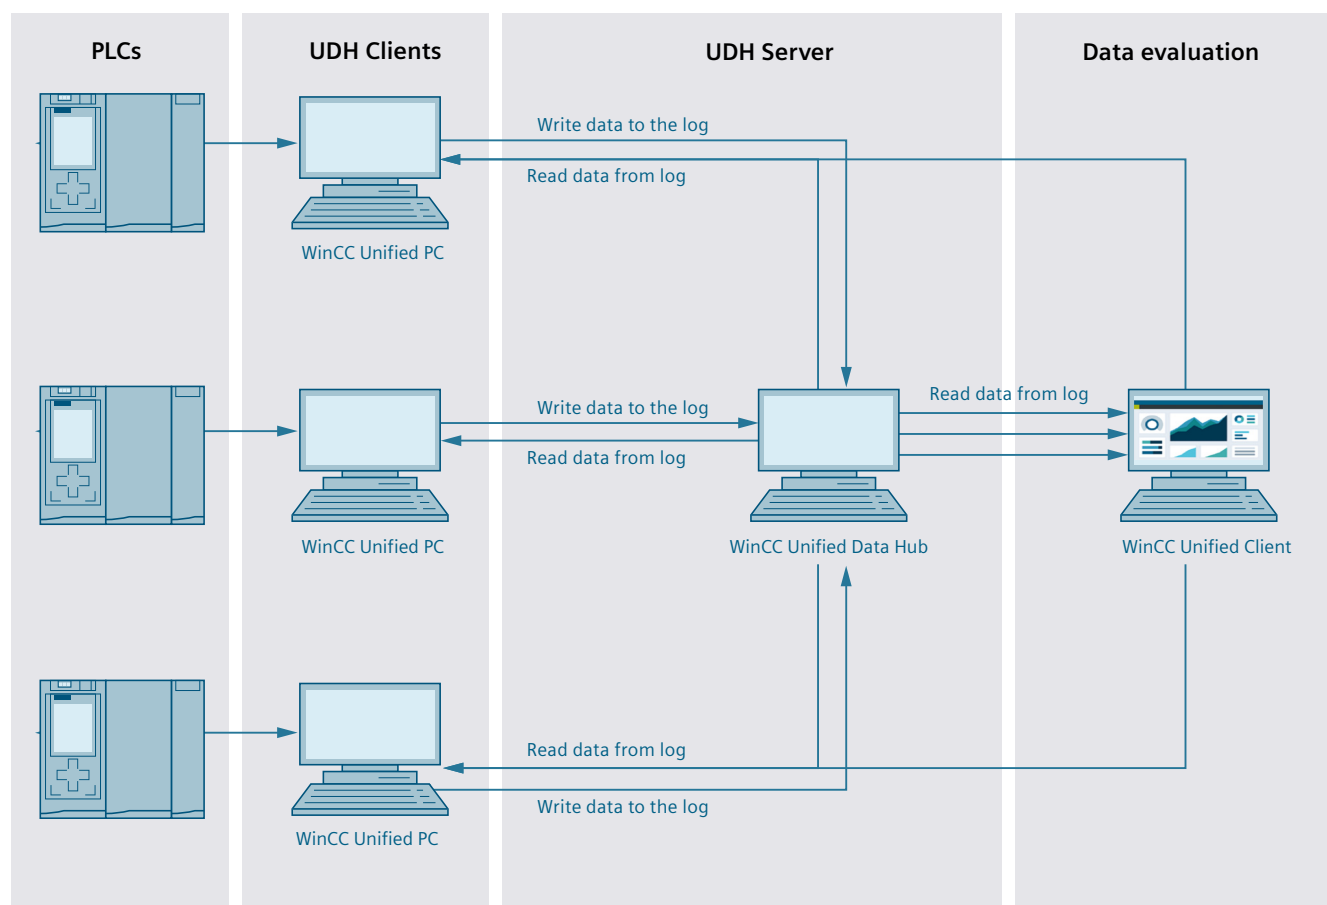 PLCs
UDH Clients
UDH Server
Data evaluation
Write data to the log
Read data from log
WinCC Unified PC
Write data to the log
Read data from log
Read data from log
WinCC Unified PC
WinCC Unified Data Hub
WinCC Unified Client
Read data from log
Write data to the log
WinCC Unified PC